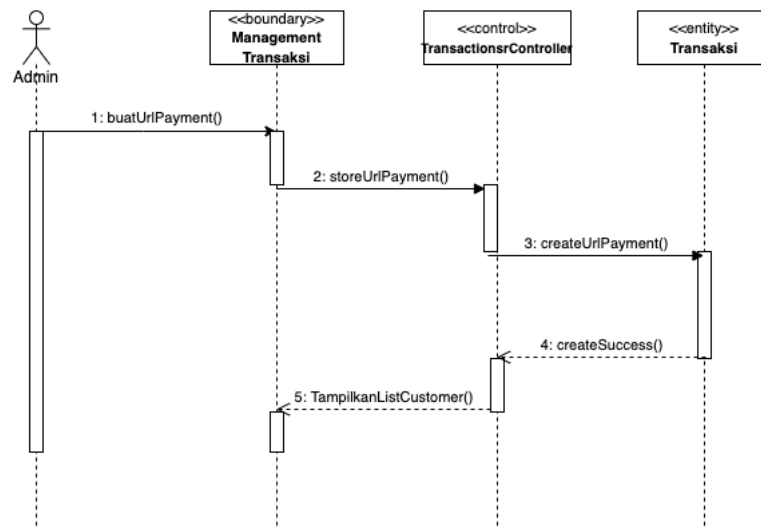 <<boundary>>
Management
Transaksi
<<control>>
TransactionsrController
<<entity>>
Transaksi
Admin
1: buatUrlPayment()
2: storeUrlPayment()
3: createUrlPayment()
4: createSuccess()
5: TampilkanListCustomer()